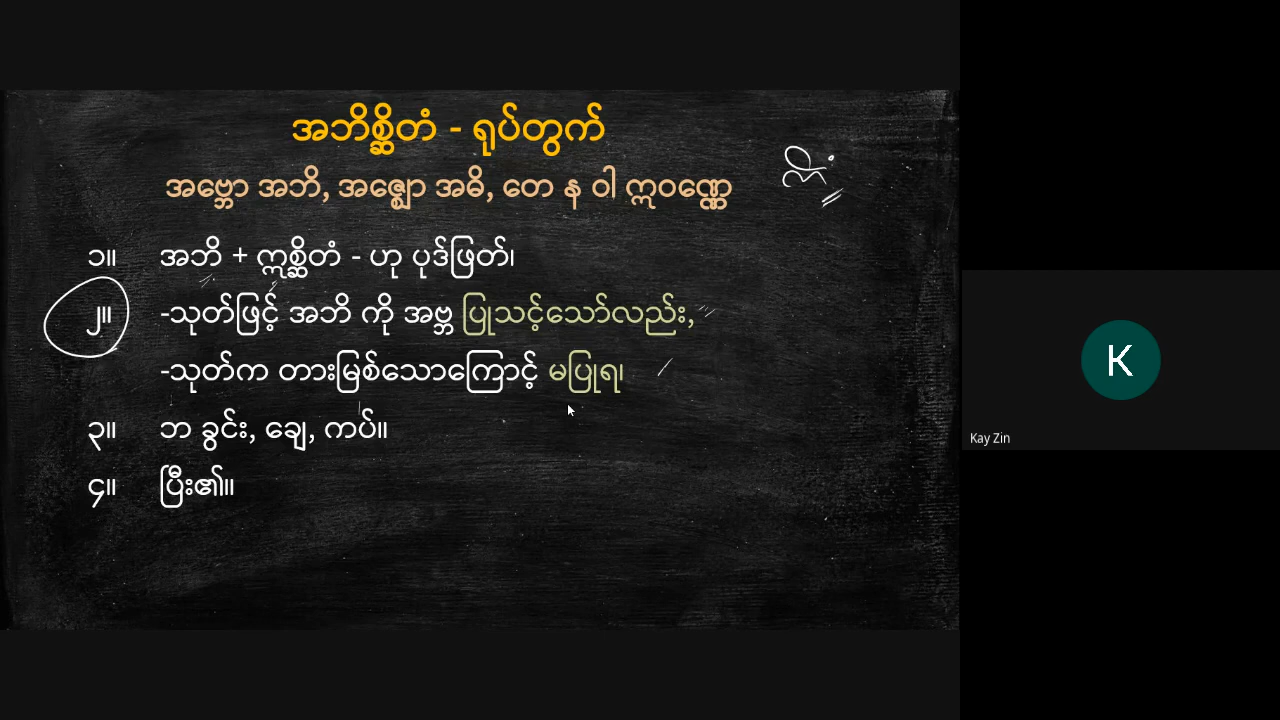 အဘိစ္ဆိတံ - ရုပ်တွက်
အဗ္ဘော အဘိ, အဇ္ဈော အဓိ, တေ န ဝါ ဣဝဏ္ဏေ
၁။ အဘိ + ဣစ္ဆိတံ - ဟု ပုဒ်ဖြတ်၊
၂။ -သုတ်ဖြင့် အဘိ ကို အဗ္ဘ ပြုသင့်သော်လည်း,
-သုတ်က တားမြစ်သောကြောင့် မပြုရ၊
၃။ ဘ ခွင်း, ချေ, ကပ်။
၄။ ပြီး၏။
K
Kay Zin